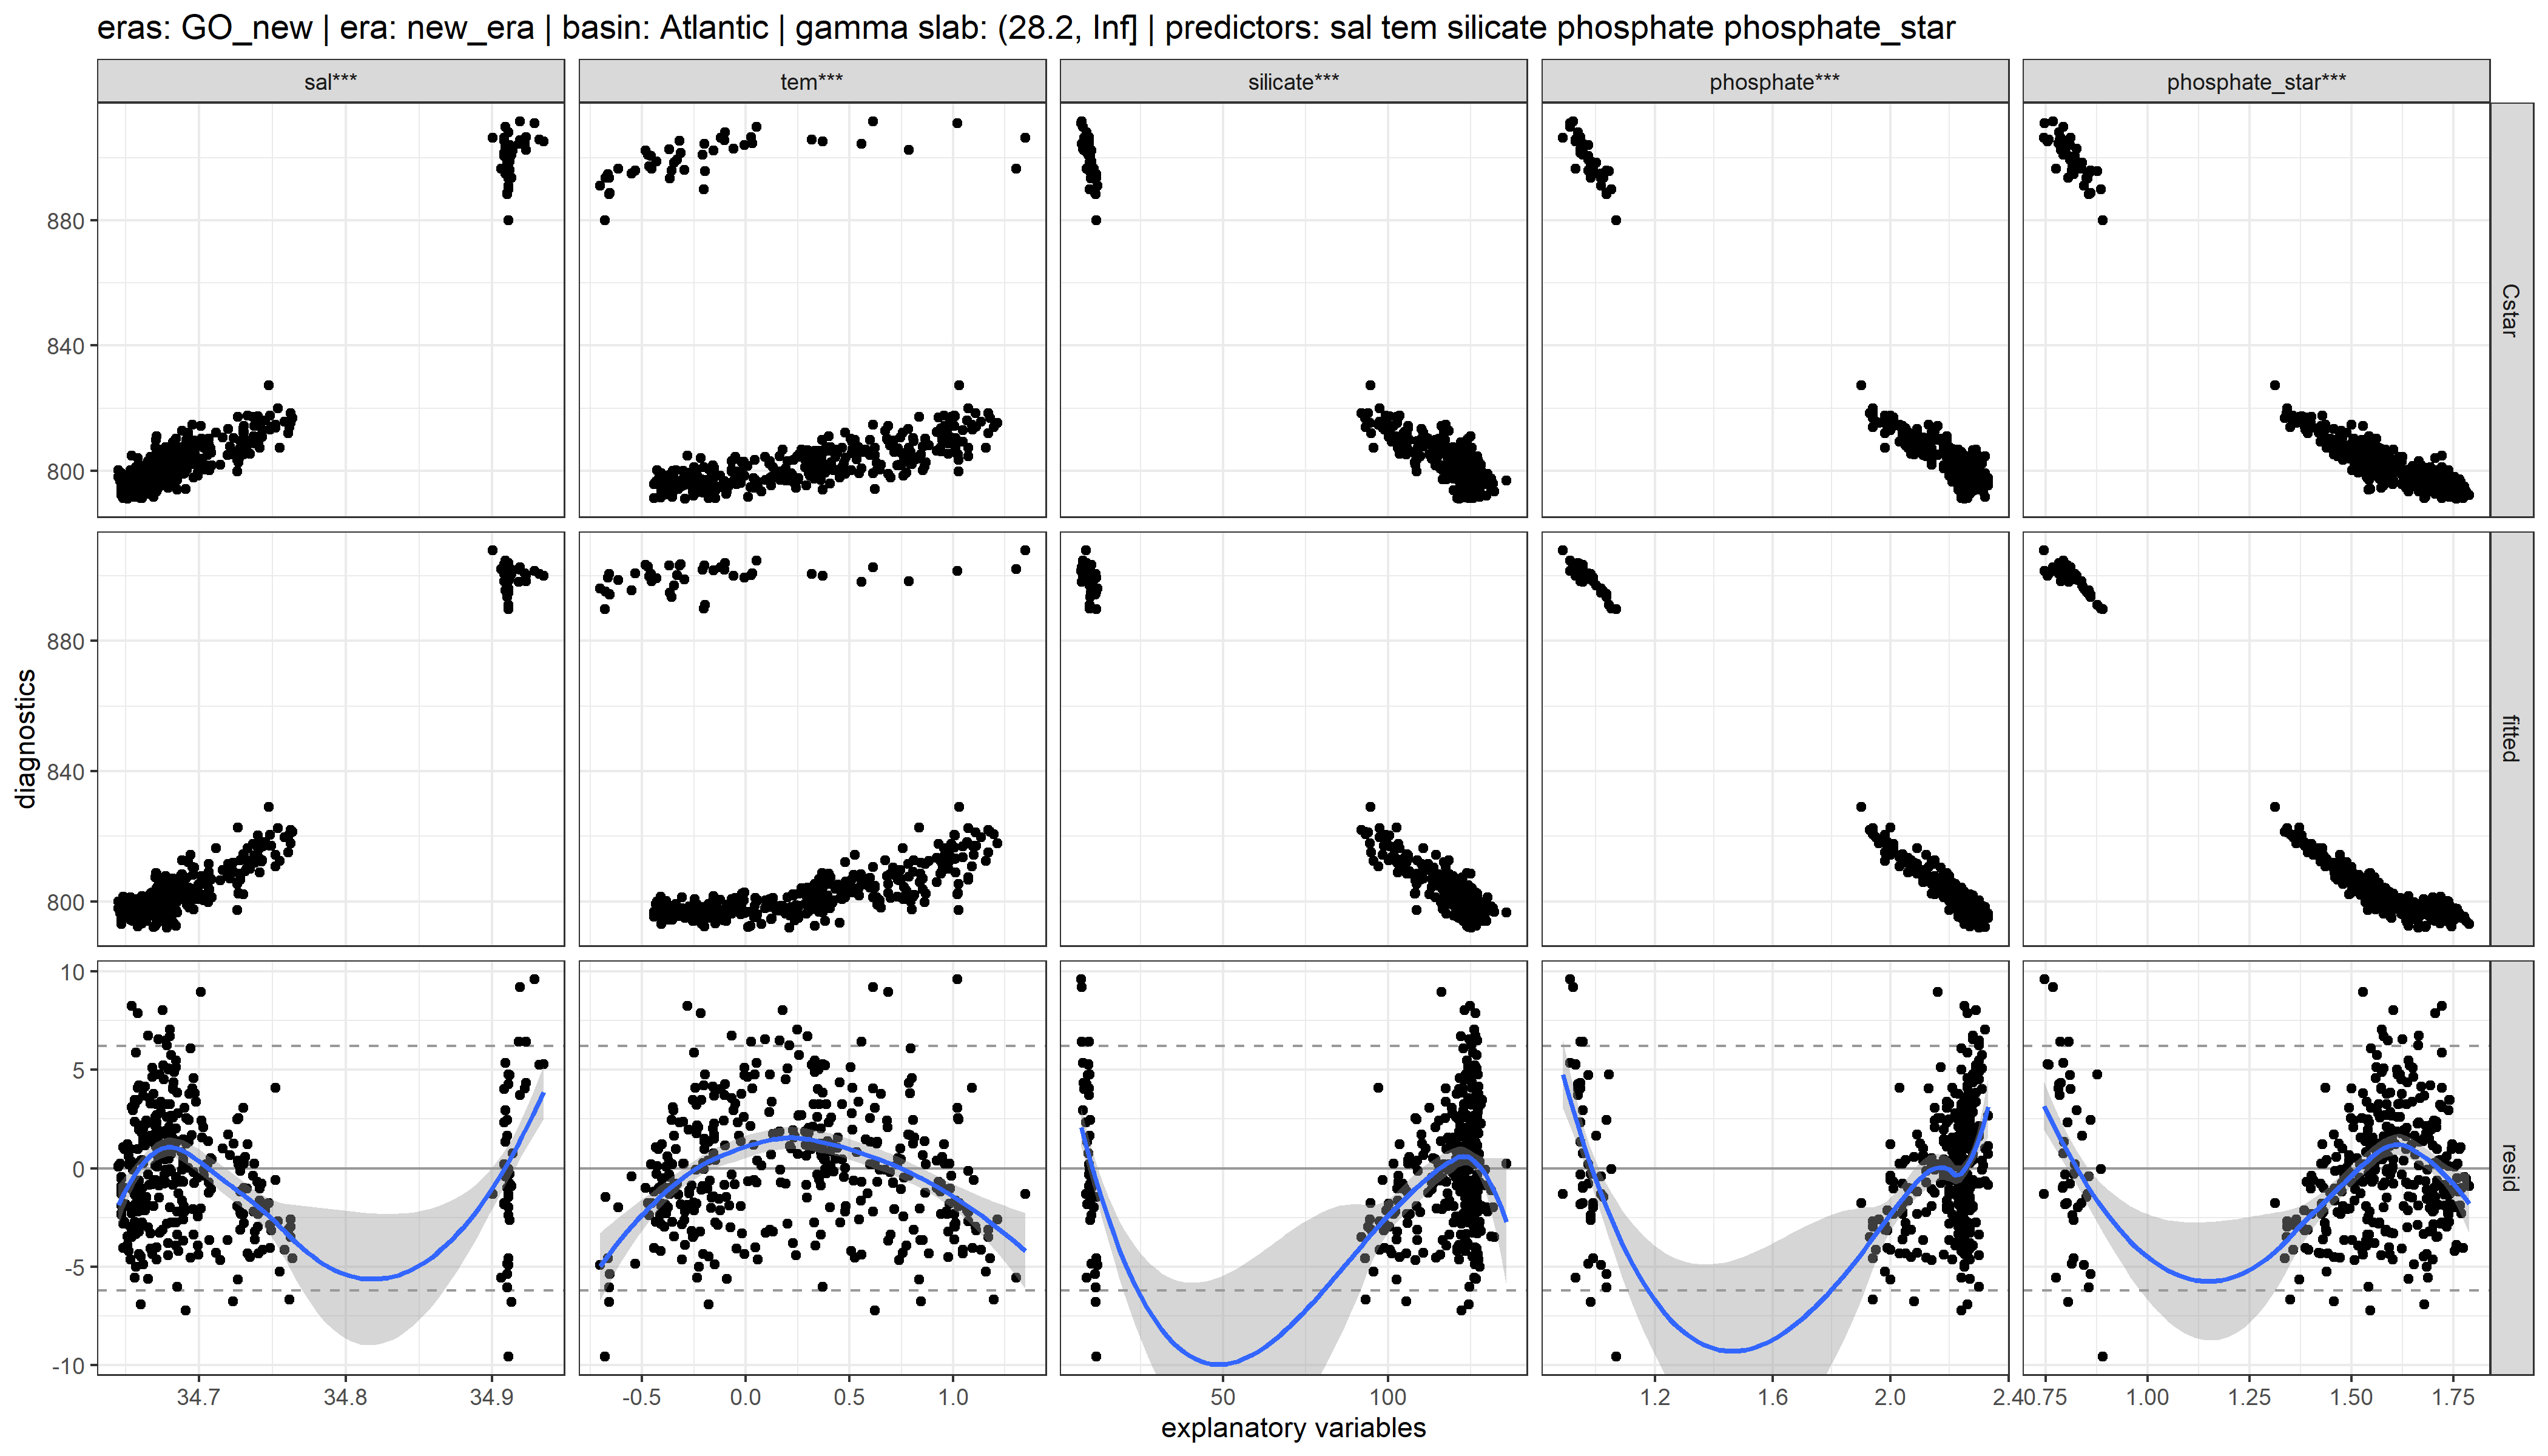 eras: GO_new | era: new_era | basin: Atlantic | gamma slab: (28.2, Inf] | predictors: sal tem silicate phosphate phosphate_star
sal*** tem*** silicate*** phosphate*** phosphate_star***
880
840
800
Cstar
diagnostics
880
840
800
fitted
10
5
0
-5
-10
resid
34.7 34.8 34.9 -0.5 0.0 0.5 1.0 50 100 1.2 1.6 2.0 2.4 0.75 1.00 1.25 1.50 1.75
explanatory variables